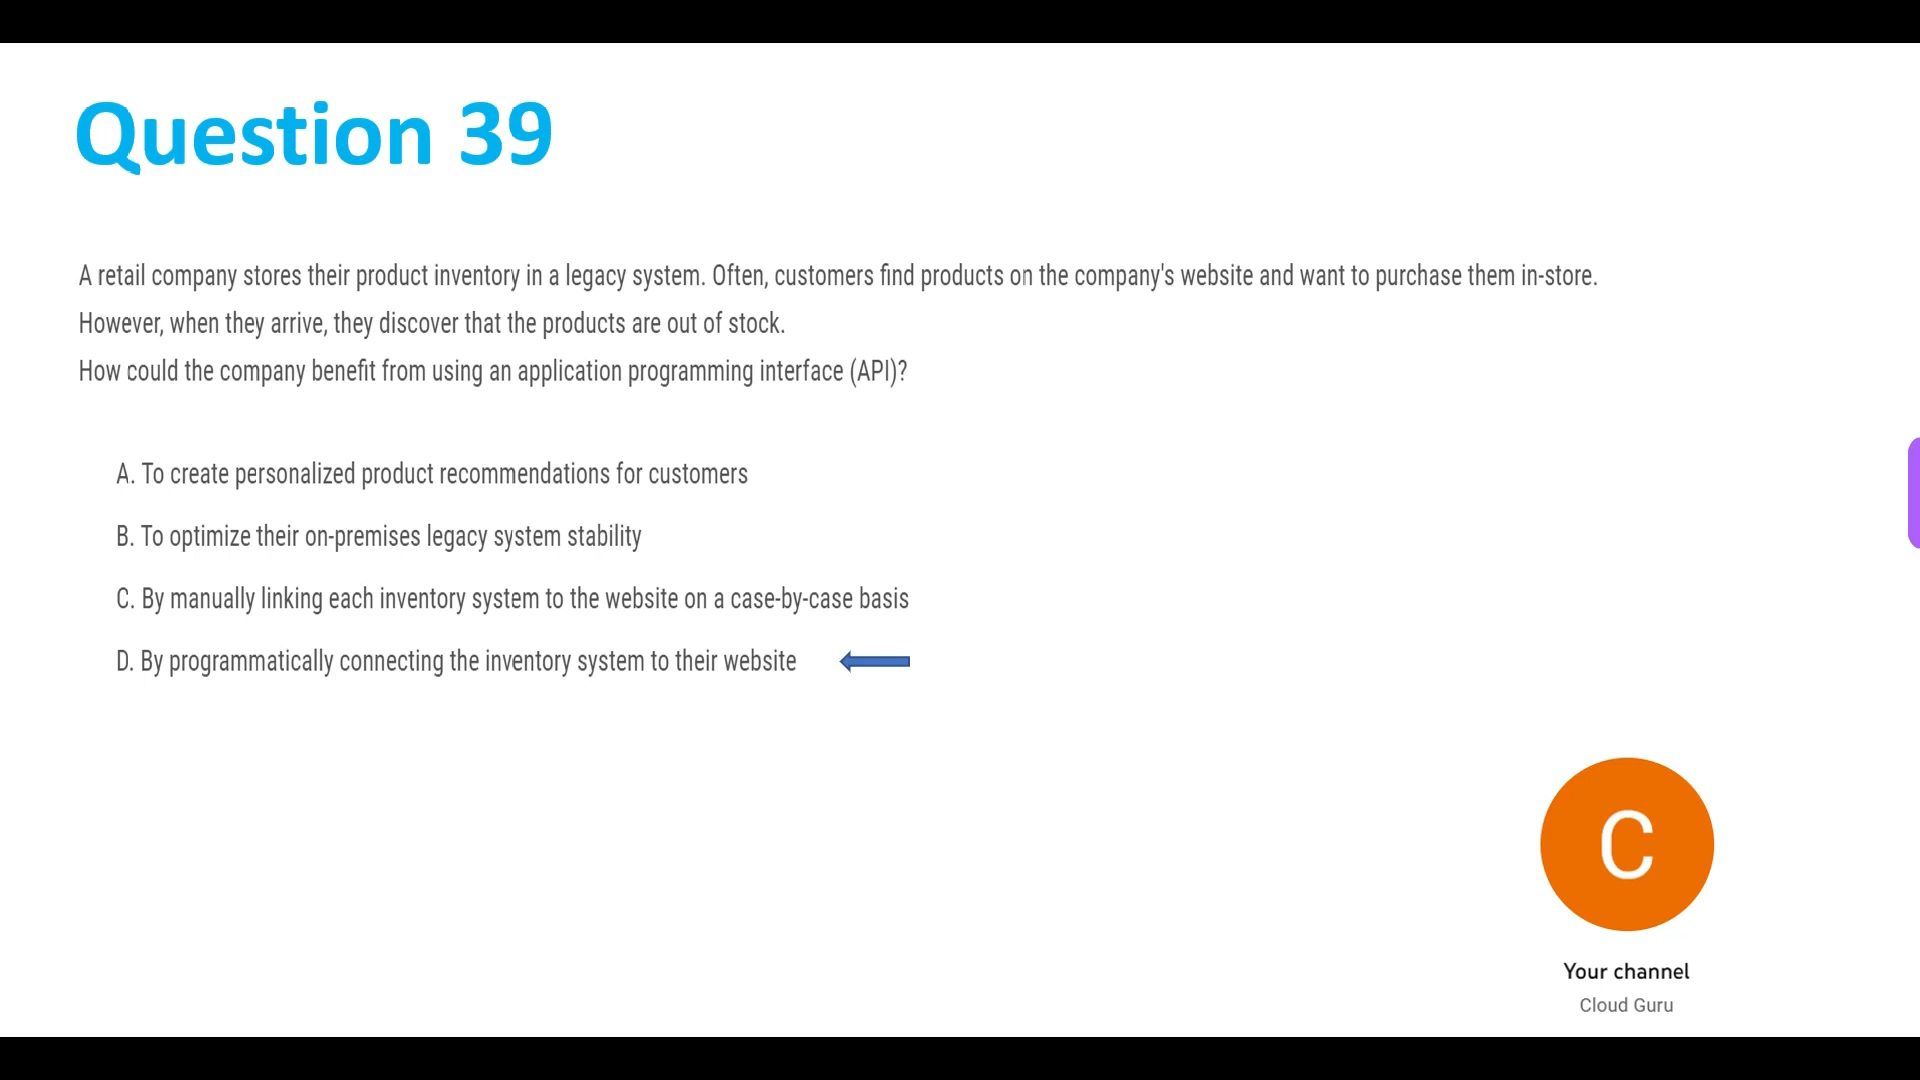 Question 39
A retail company stores their product inventory in a legacy system. Often, customers find products on the company's website and want to purchase them in-store.
However, when they arrive, they discover that the products are out of stock.
How could the company benefit from using an application programming interface (API)?
A. To create personalized product recommendations for customers
B. To optimize their on-premises legacy system stability
C. By manually linking each inventory system to the website on a case-by-case basis
D. By programmatically connecting the inventory system to their website
C
Your channel
Cloud Guru